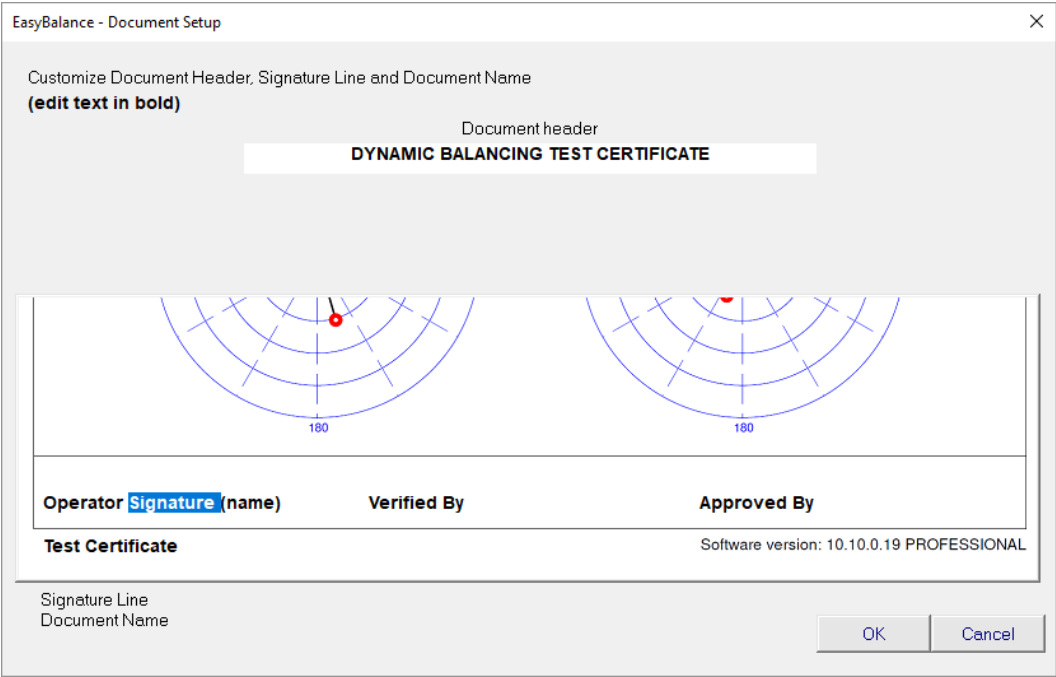 EasyBalance - Document Setup
Customize Document Header, Signature Line and Document Name
(edit text in bold)
Document header
DYNAMIC BALANCING TEST CERTIFICATE
180
180
Operator Signature (name)
Verified By
Approved By
Test Certificate
Software version: 10.10.0.19 PROFESSIONAL
Signature Line
Document Name
OK
Cancel